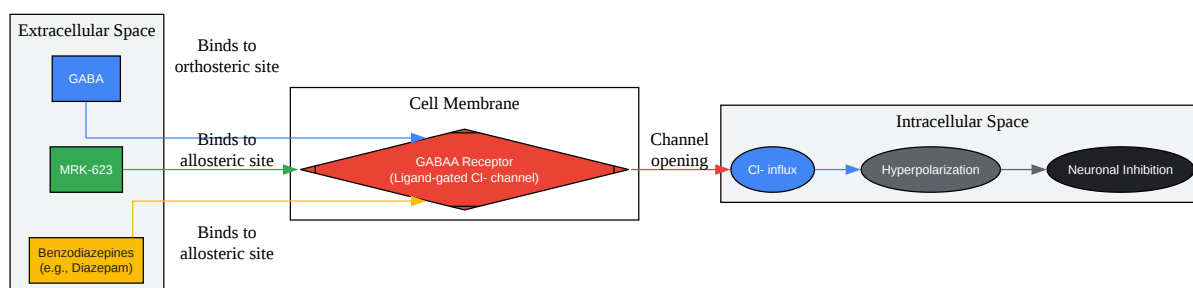 Extracellular Space
GABA
MRK-623
Benzodiazepines
(e.g., Diazepam)
Binds to
orthosteric site
Binds to
allosteric site
Binds to
allosteric site
Cell Membrane
GABAA Receptor
(Ligand-gated Cl- channel)
Channel
opening
Intracellular Space
Cl- influx
Hyperpolarization
Neuronal Inhibition